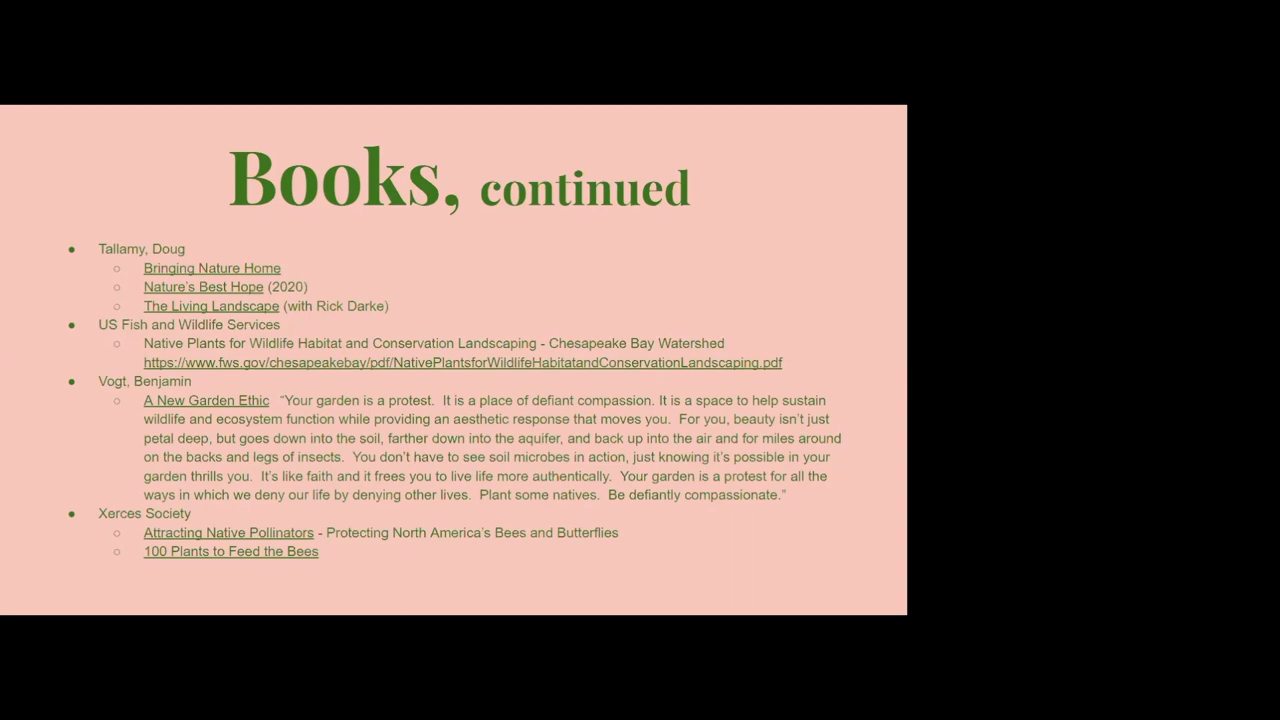 Books, continued
● Tallamy, Doug
○ Bringing Nature Home
○ Nature's Best Hope (2020)
○ The Living Landscape (with Rick Darke)
● US Fish and Wildlife Services
○ Native Plants for Wildlife Habitat and Conservation Landscaping - Chesapeake Bay Watershed
https://www.fws.gov/chesapeakebay/pdf/NativePlantsforWildlifeHabitatandConservationLandscaping.pdf
● Vogt, Benjamin
○ A New Garden Ethic  “Your garden is a protest.  It is a place of defiant compassion. It is a space to help sustain
wildlife and ecosystem function while providing an aesthetic response that moves you.  For you, beauty isn’t just
petal deep, but goes down into the soil, farther down into the aquifer, and back up into the air and for miles around
on the backs and legs of insects.  You don’t have to see soil microbes in action, just knowing it’s possible in your
garden thrills you.  It’s like faith and it frees you to live life more authentically.  Your garden is a protest for all the
ways in which we deny our life by denying other lives.  Plant some natives.  Be defiantly compassionate.”
● Xerces Society
○ Attracting Native Pollinators - Protecting North America’s Bees and Butterflies
○ 100 Plants to Feed the Bees